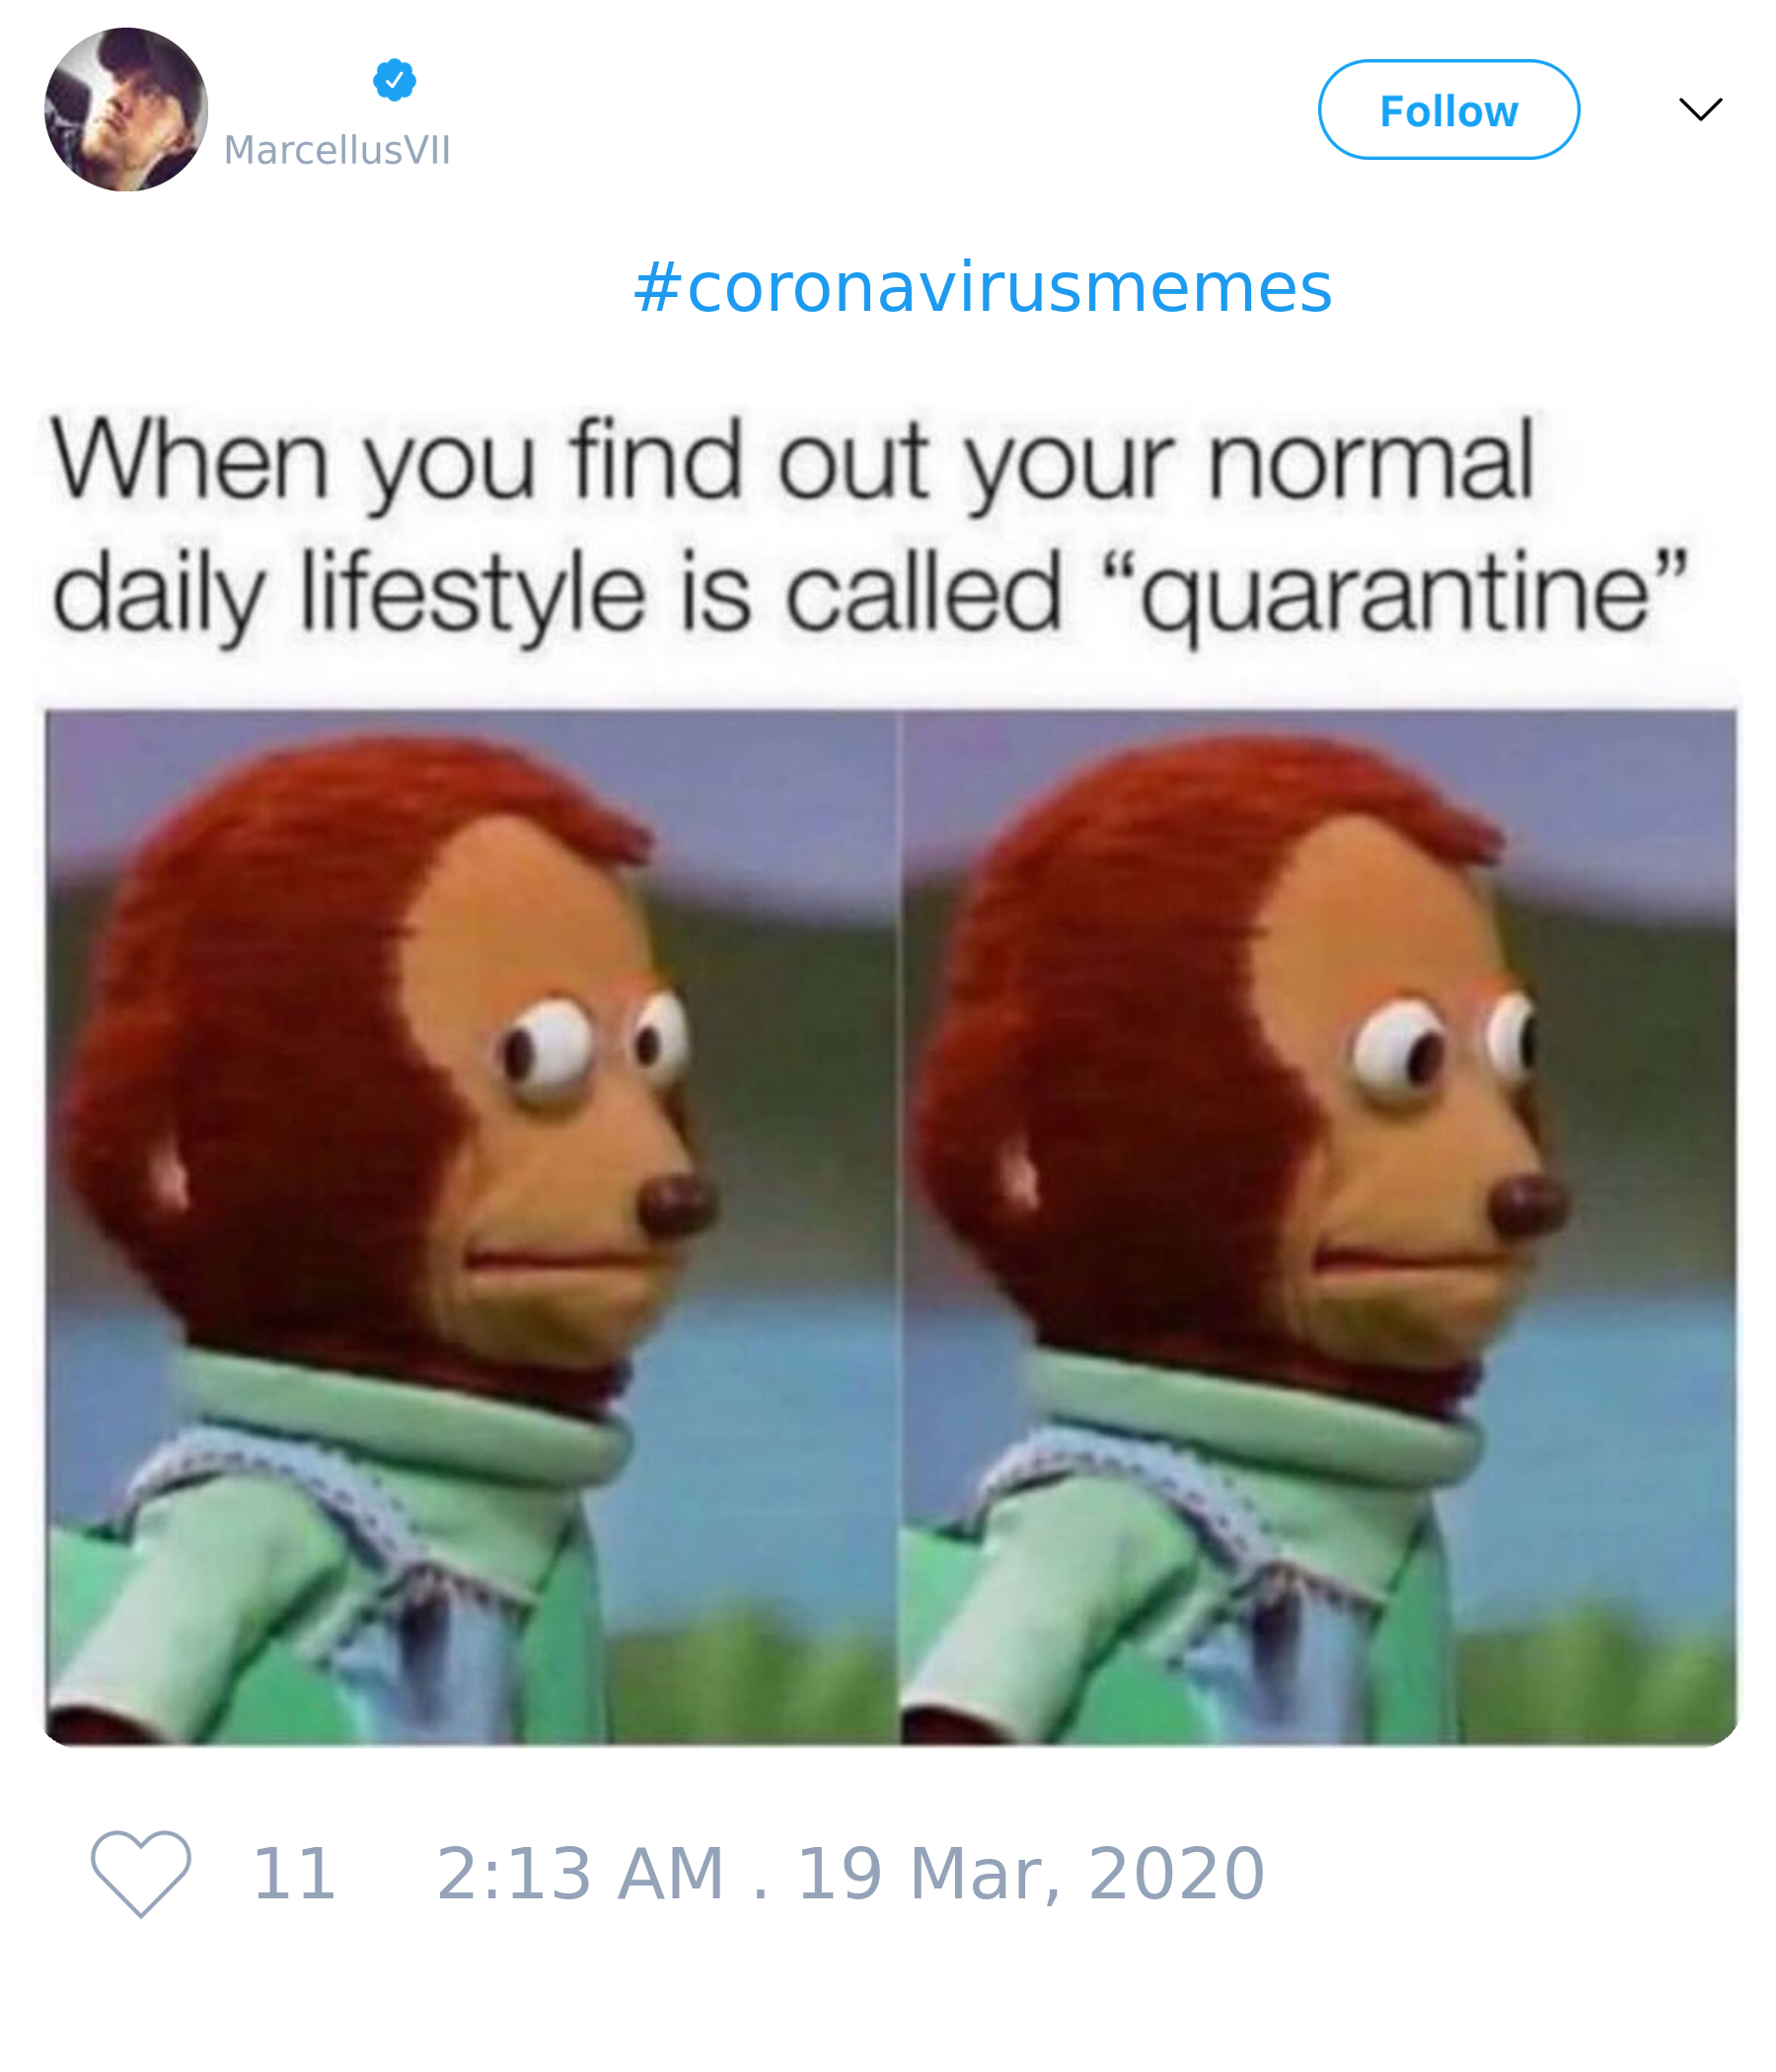 MarcellusVII
Follow
#coronavirusmemes
When you find out your normal
daily lifestyle is called “quarantine”
11 2:13 AM . 19 Mar, 2020